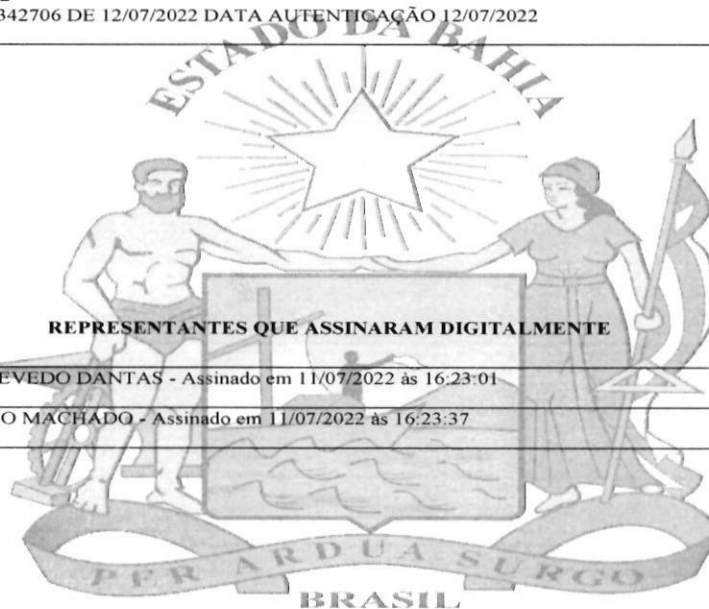 342706 DE 12/07/2022 DATA AUTENTICAÇÃO 12/07/2022
ESTADO DA BAHIA
REPRESENTANTES QUE ASSINARAM DIGITALMENTE
EVEDO DANTAS - Assinado em 11/07/2022 às 16:23:01
O MACHADO - Assinado em 11/07/2022 às 16:23:37
PER ARDUA SURGO
BRASIL